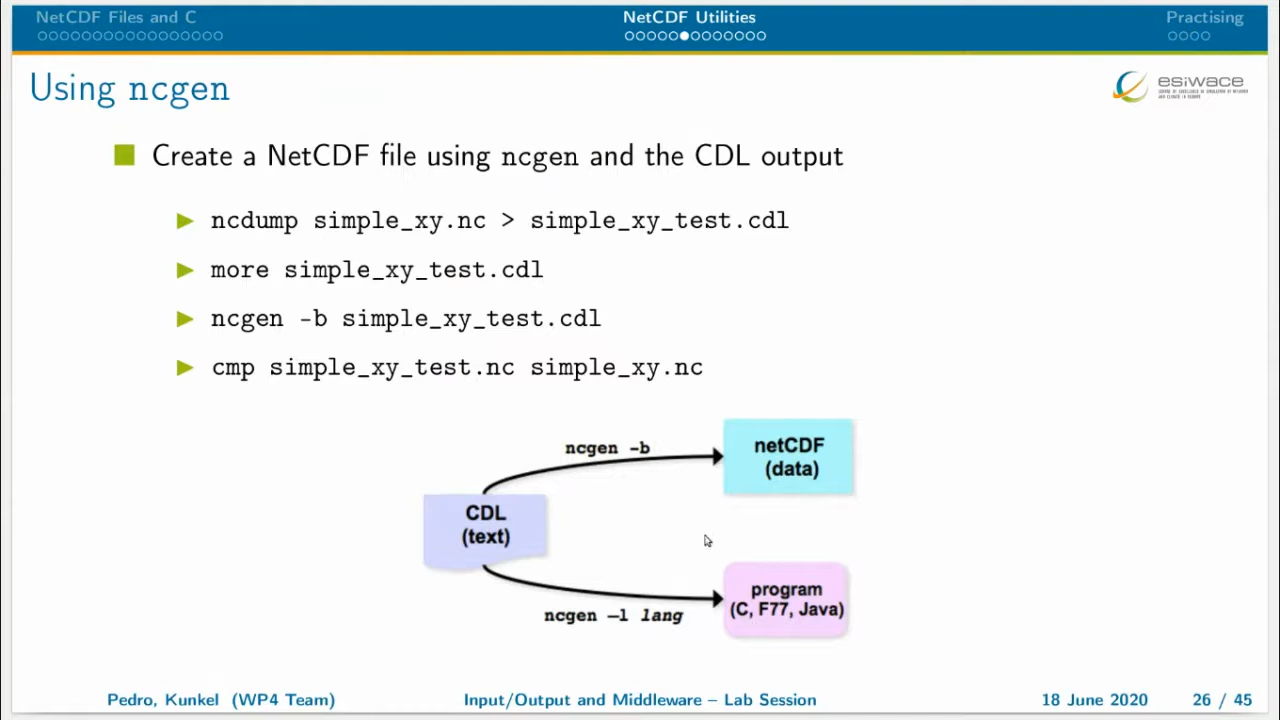 NetCDF Files and C
NetCDF Utilities
Practising
Using ncgen
esiwace
Create a NetCDF file using ncgen and the CDL output
ncdump simple_xy.nc > simple_xy_test.cdl
more simple_xy_test.cdl
ncgen -b simple_xy_test.cdl
cmp simple_xy_test.nc simple_xy.nc
ncgen -b
netCDF
(data)
CDL
(text)
program
(C, F77, Java)
ncgen –l lang
Pedro, Kunkel (WP4 Team)
Input/Output and Middleware – Lab Session
18 June 2020
26 / 45